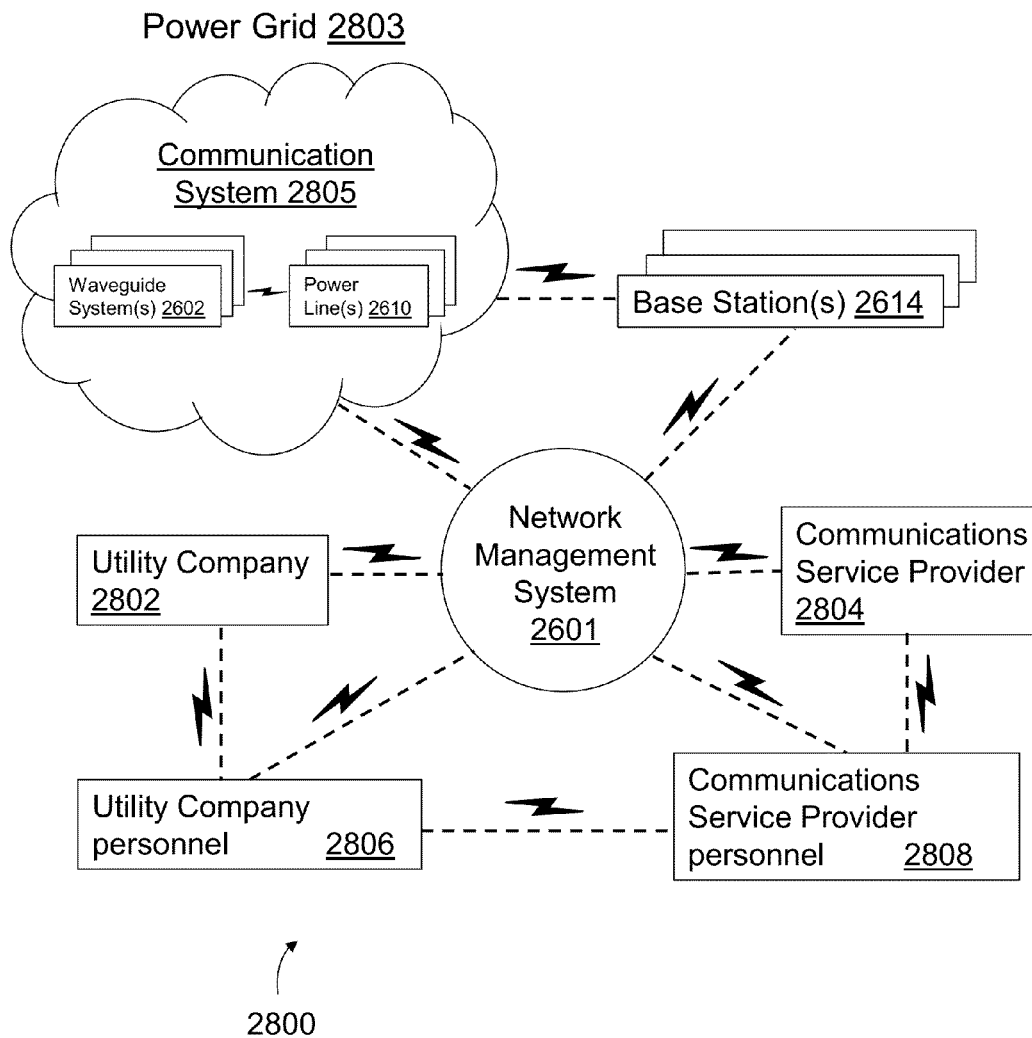 Power Grid 2803
Communication
System 2805
Waveguide
System(s) 2602
Power
Line(s) 2610
Base Station(s) 2614
Network
Management
System
2601
Utility Company
2802
Communications
Service Provider
2804
Utility Company
personnel 2806
Communications
Service Provider
personnel 2808
2800